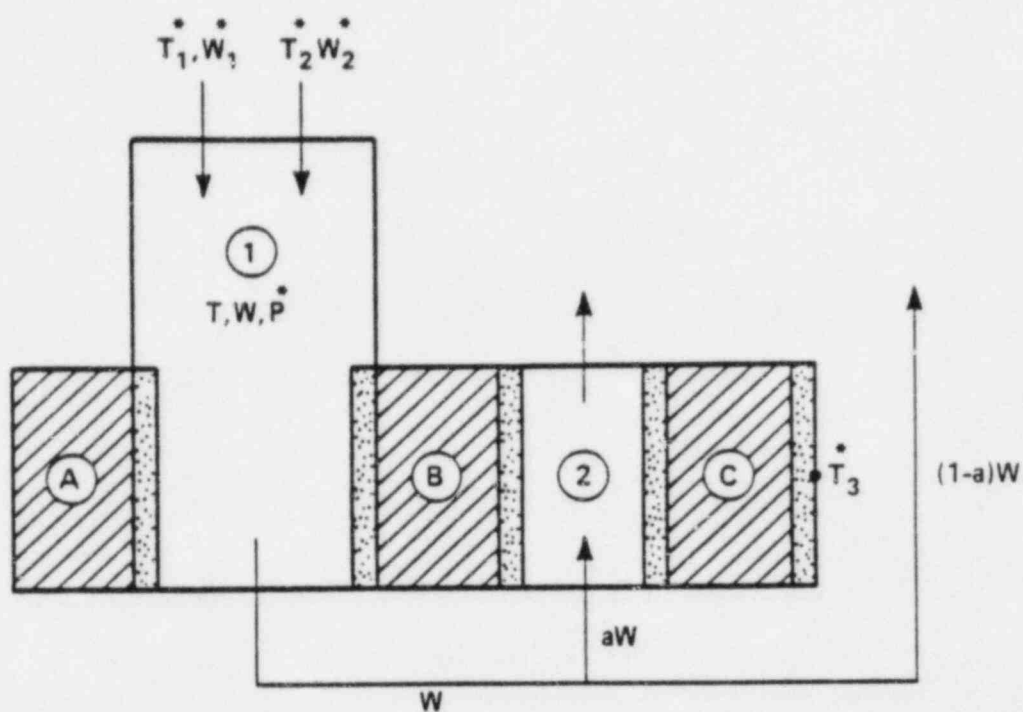 T₁*, W₁* T₂* W₂*
1
T, W, P*
A B 2 C T₃* (1-a)W
aW
W